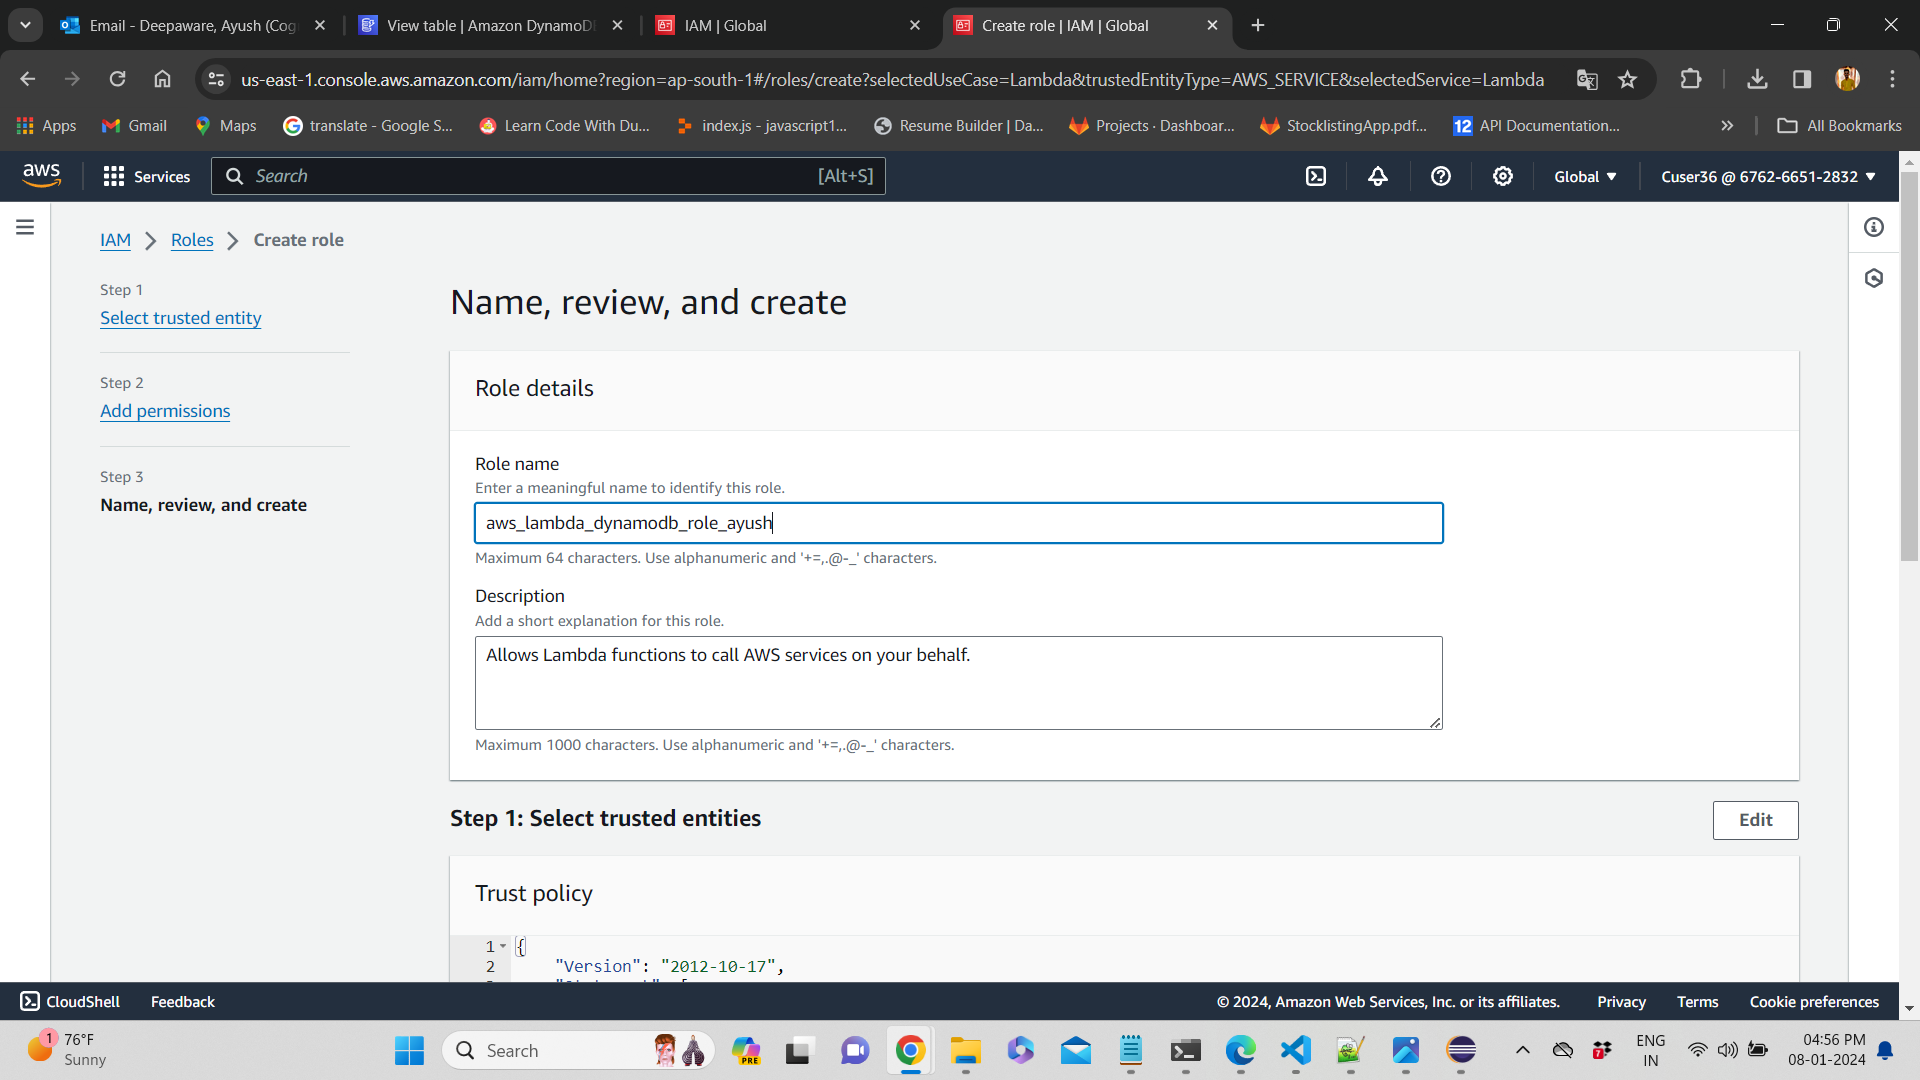 Email - Deepaware, Ayush (Cog
View table | Amazon DynamoD
IAM | Global
Create role | IAM | Global
us-east-1.console.aws.amazon.com/iam/home?region=ap-south-1#/roles/create?selectedUseCase=Lambda&trustedEntityType=AWS_SERVICE&selectedService=Lambda
Apps
Gmail
Maps
translate - Google S...
Learn Code With Du...
index.js - javascript1...
Resume Builder | Da...
Projects · Dashboar...
StocklistingApp.pdf...
12 API Documentation...
All Bookmarks
aws
Services
Search
[Alt+S]
Global
Cuser36 @ 6762-6651-2832
IAM > Roles > Create role
Step 1
Select trusted entity
Step 2
Add permissions
Step 3
Name, review, and create
Name, review, and create
Role details
Role name
Enter a meaningful name to identify this role.
aws_lambda_dynamodb_role_ayush
Maximum 64 characters. Use alphanumeric and '+=,.@-_' characters.
Description
Add a short explanation for this role.
Allows Lambda functions to call AWS services on your behalf.
Maximum 1000 characters. Use alphanumeric and '+=,.@-_' characters.
Step 1: Select trusted entities
Edit
Trust policy
1 {
2 "Version": "2012-10-17",
CloudShell
Feedback
© 2024, Amazon Web Services, Inc. or its affiliates.
Privacy
Terms
Cookie preferences
1
76°F
Sunny
Search
PRE
7
ENG
IN
04:56 PM
08-01-2024